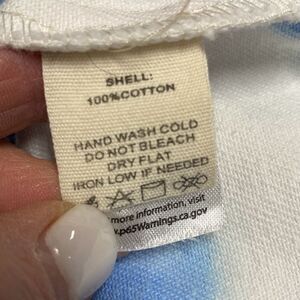 SHELL:
100%COTTON
HAND WASH COLD
DO NOT BLEACH
DRY FLAT
IRON LOW IF NEEDED
more information, visit
.p65Warnings.ca.gov